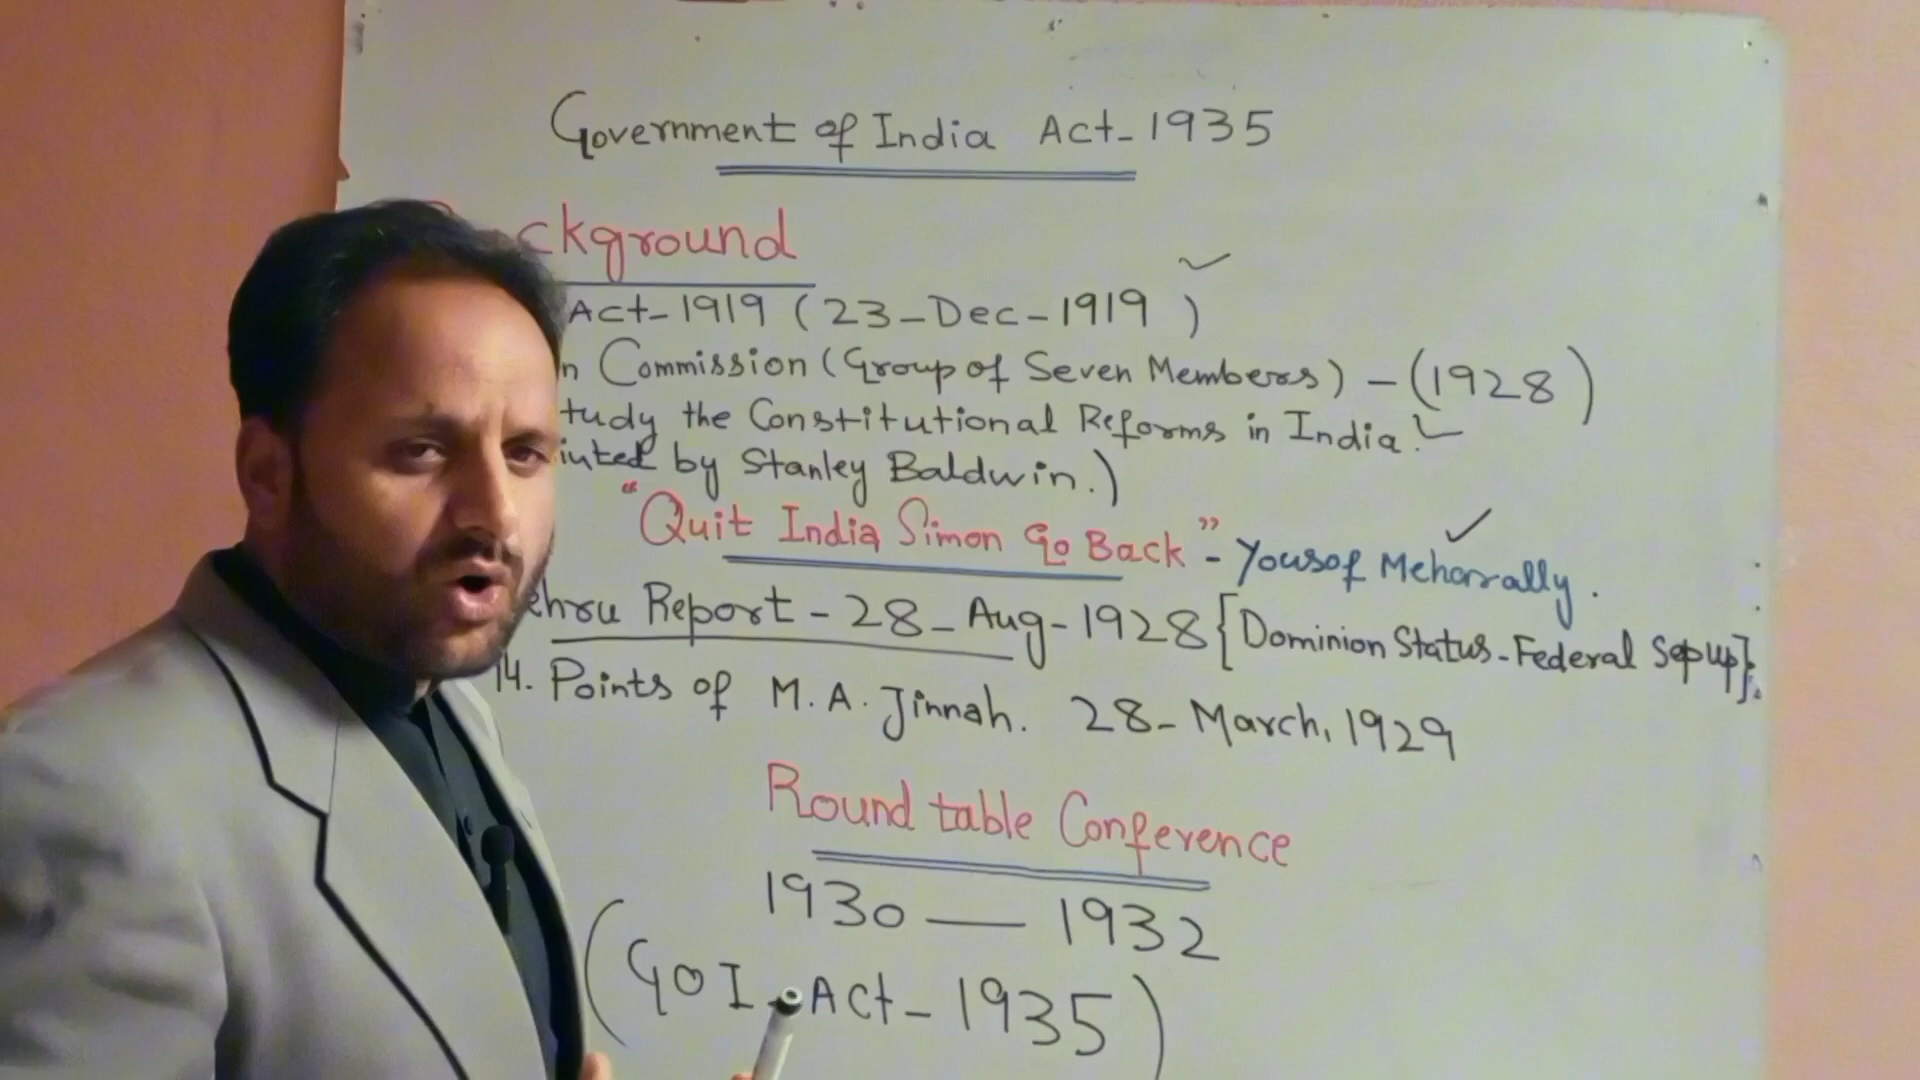 Government of India Act-1935
ckground
Act-1919 (23-Dec-1919)
n Commission (Group of Seven Members) - (1928)
tudy the Constitutional Reforms in India.
inted by Stanley Baldwin.)
"Quit India Simon Go Back" - Yousof Meharrally.
ehru Report - 28-Aug-1928 {Dominion Status-Federal Sepup}.
14. Points of M.A. Jinnah. 28-March, 1929
Round table Conference
1930 — 1932
(GOI-Act-1935)